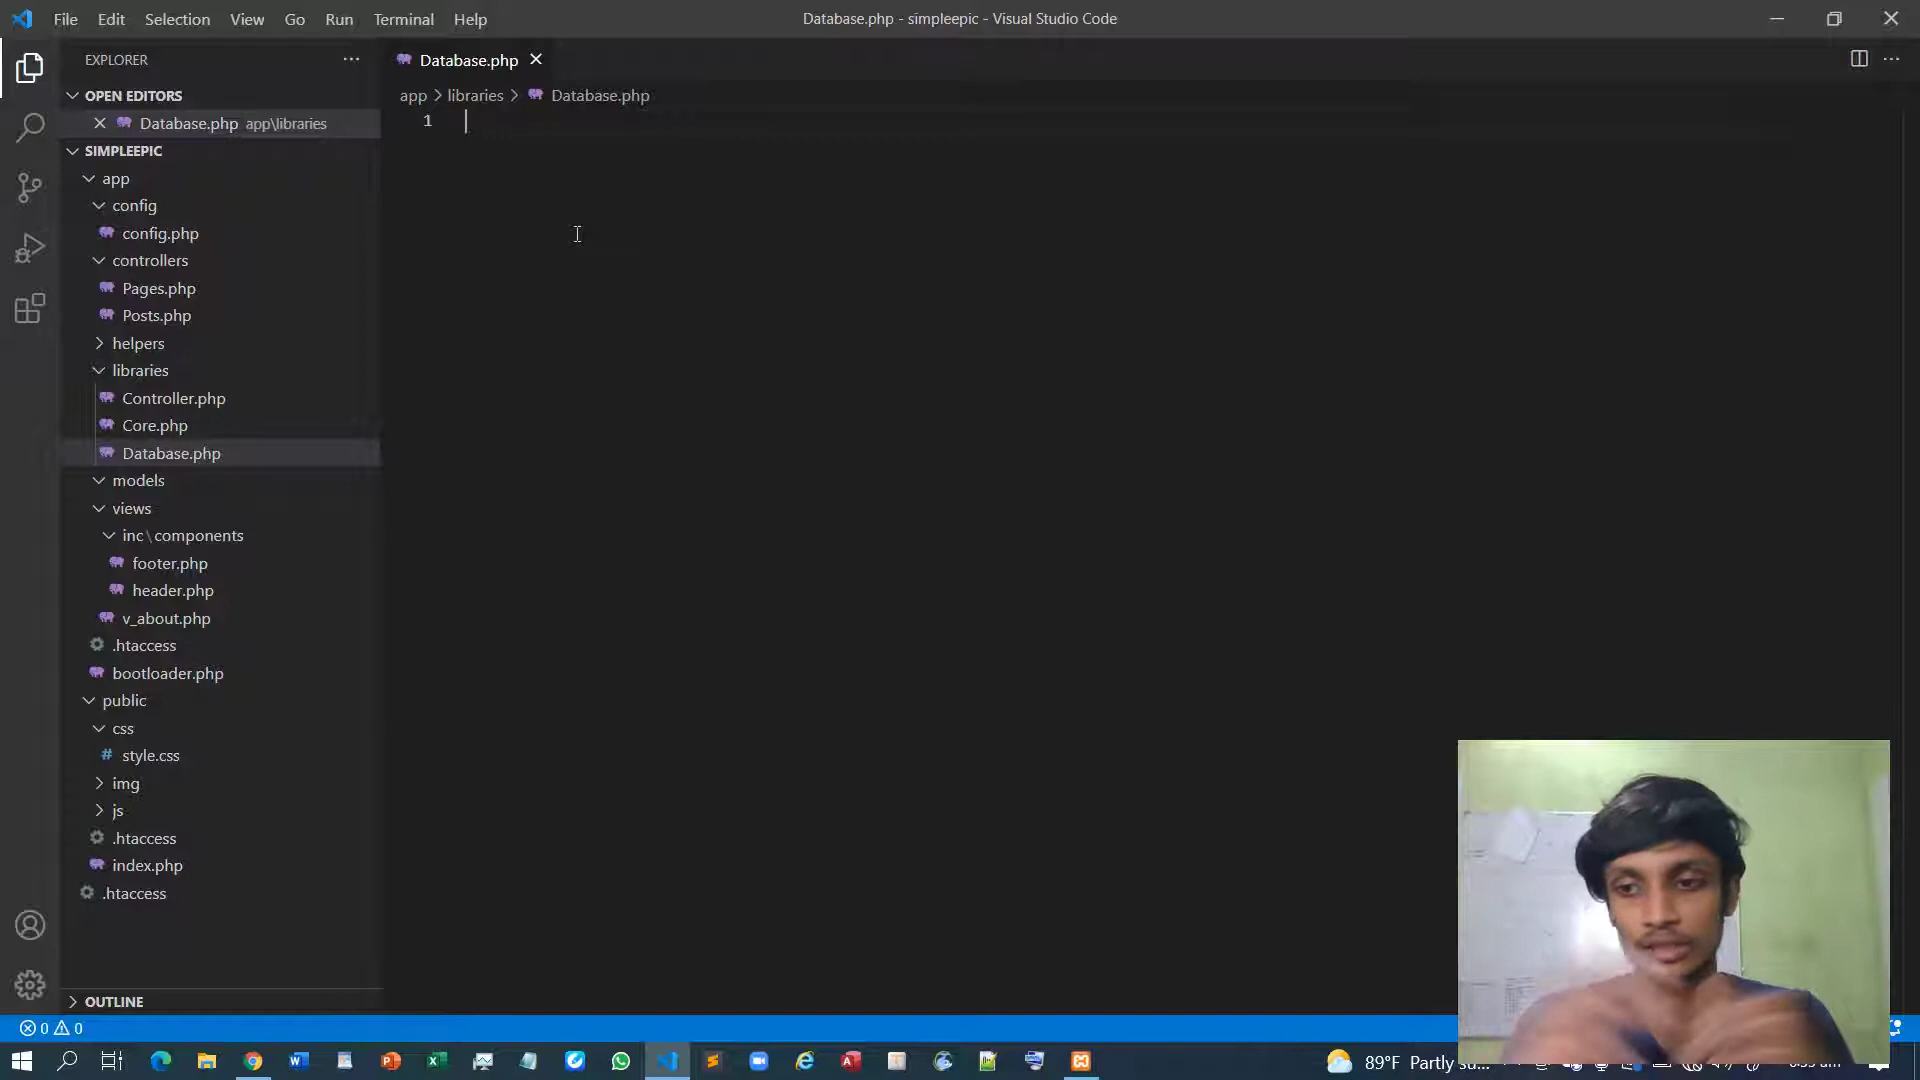 File Edit Selection View Go Run Terminal Help
Database.php - simpleepic - Visual Studio Code
EXPLORER
Database.php
OPEN EDITORS
app > libraries > Database.php
Database.php app\libraries
1
SIMPLEEPIC
app
config
config.php
controllers
Pages.php
Posts.php
helpers
libraries
Controller.php
Core.php
Database.php
models
views
inc\components
footer.php
header.php
v_about.php
.htaccess
bootloader.php
public
css
# style.css
img
js
.htaccess
index.php
.htaccess
OUTLINE
0 0
89°F Partly su...